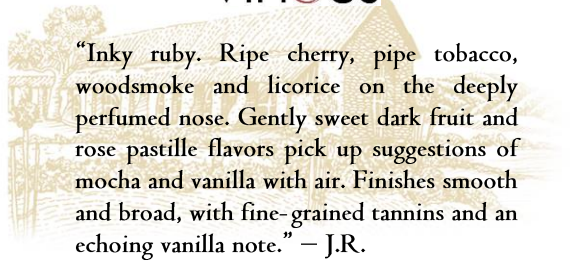 “Inky ruby. Ripe cherry, pipe tobacco,
woodsmoke and licorice on the deeply
perfumed nose. Gently sweet dark fruit and
rose pastille flavors pick up suggestions of
mocha and vanilla with air. Finishes smooth
and broad, with fine-grained tannins and an
echoing vanilla note.” – J.R.